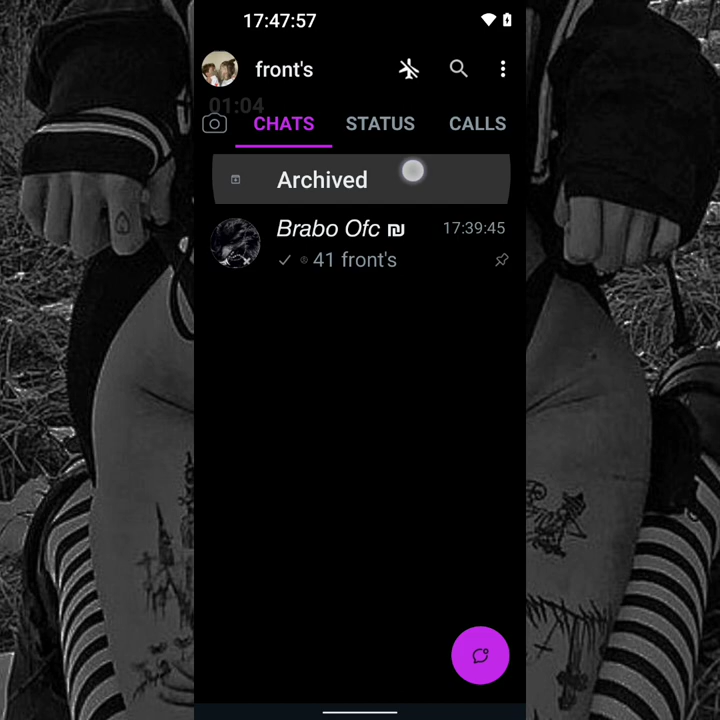 17:47:57
front's
01:04
CHATS STATUS CALLS
Archived
Brabo Ofc ₪ 17:39:45
41 front's